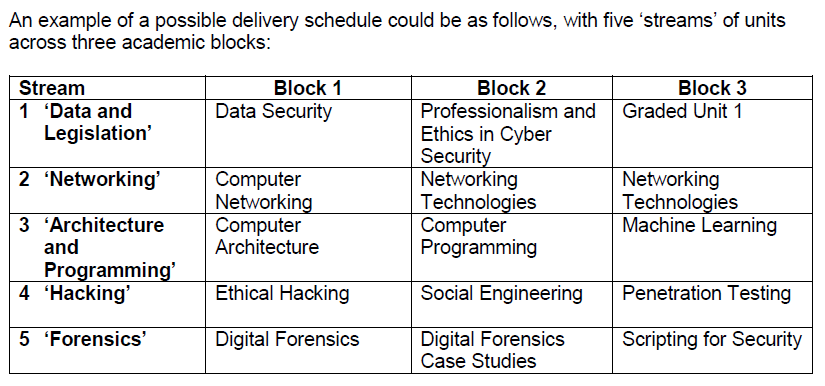 An example of a possible delivery schedule could be as follows, with five ‘streams’ of units
across three academic blocks:
Stream Block 1 Block 2 Block 3
1 ‘Data and Data Security Professionalism and Graded Unit 1
Legislation’ Ethics in Cyber
Security
2 ‘Networking’ Computer Networking Networking
Networking Technologies Technologies
3 ‘Architecture Computer Computer Machine Learning
and Architecture Programming
Programming’
4 ‘Hacking’ Ethical Hacking Social Engineering Penetration Testing
5 ‘Forensics’ Digital Forensics Digital Forensics Scripting for Security
Case Studies